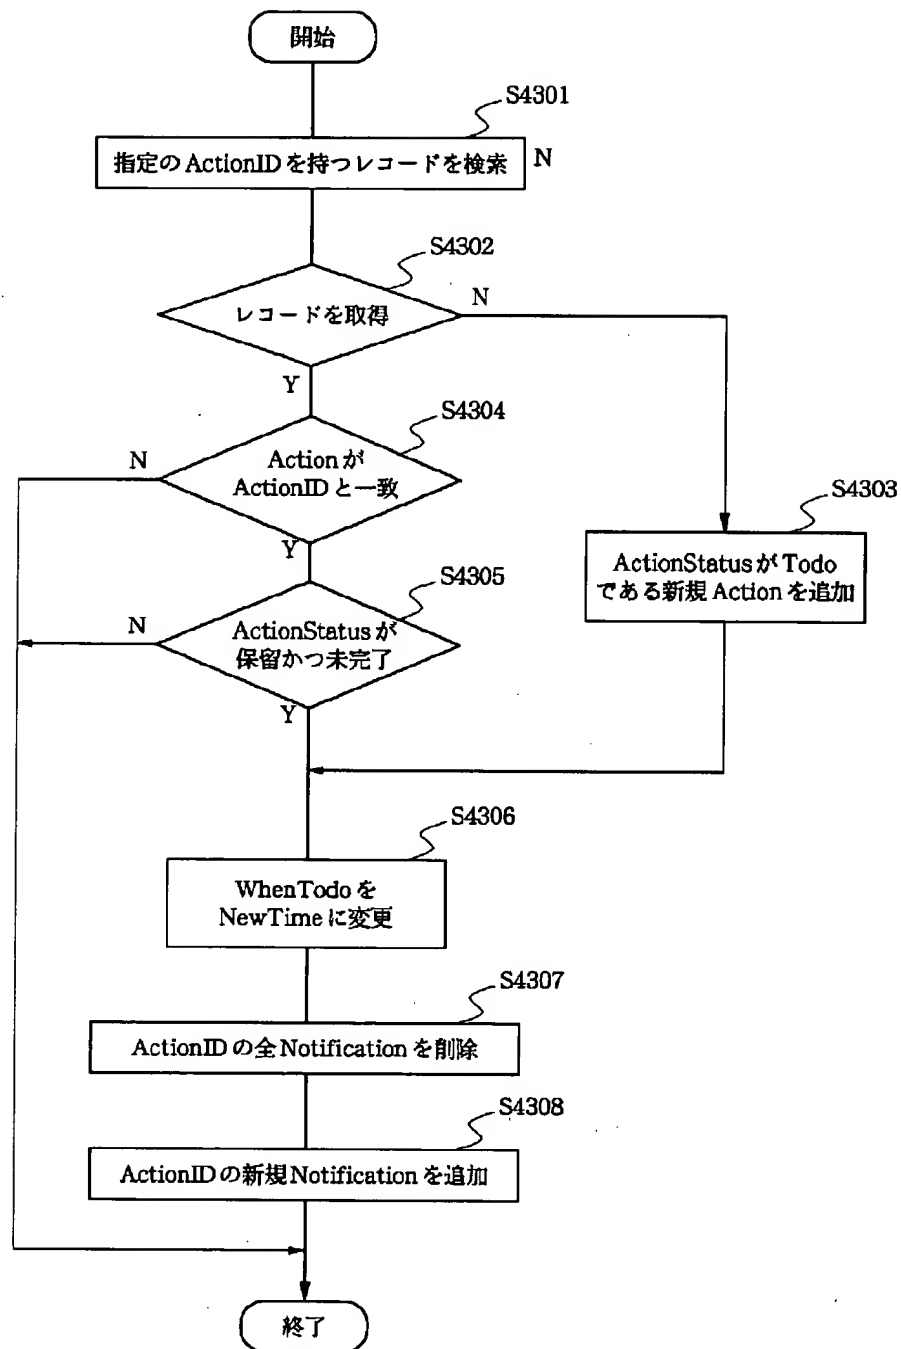 開始
S4301
指定のActionIDを持つレコードを検索
N
S4302
レコードを取得
N
Y
S4304
Actionが
ActionIDと一致
N
Y
S4303
ActionStatusがTodo
である新規Actionを追加
S4305
ActionStatusが
保留かつ未完了
N
Y
S4306
WhenTodoを
NewTimeに変更
S4307
ActionIDの全Notificationを削除
S4308
ActionIDの新規Notificationを追加
終了